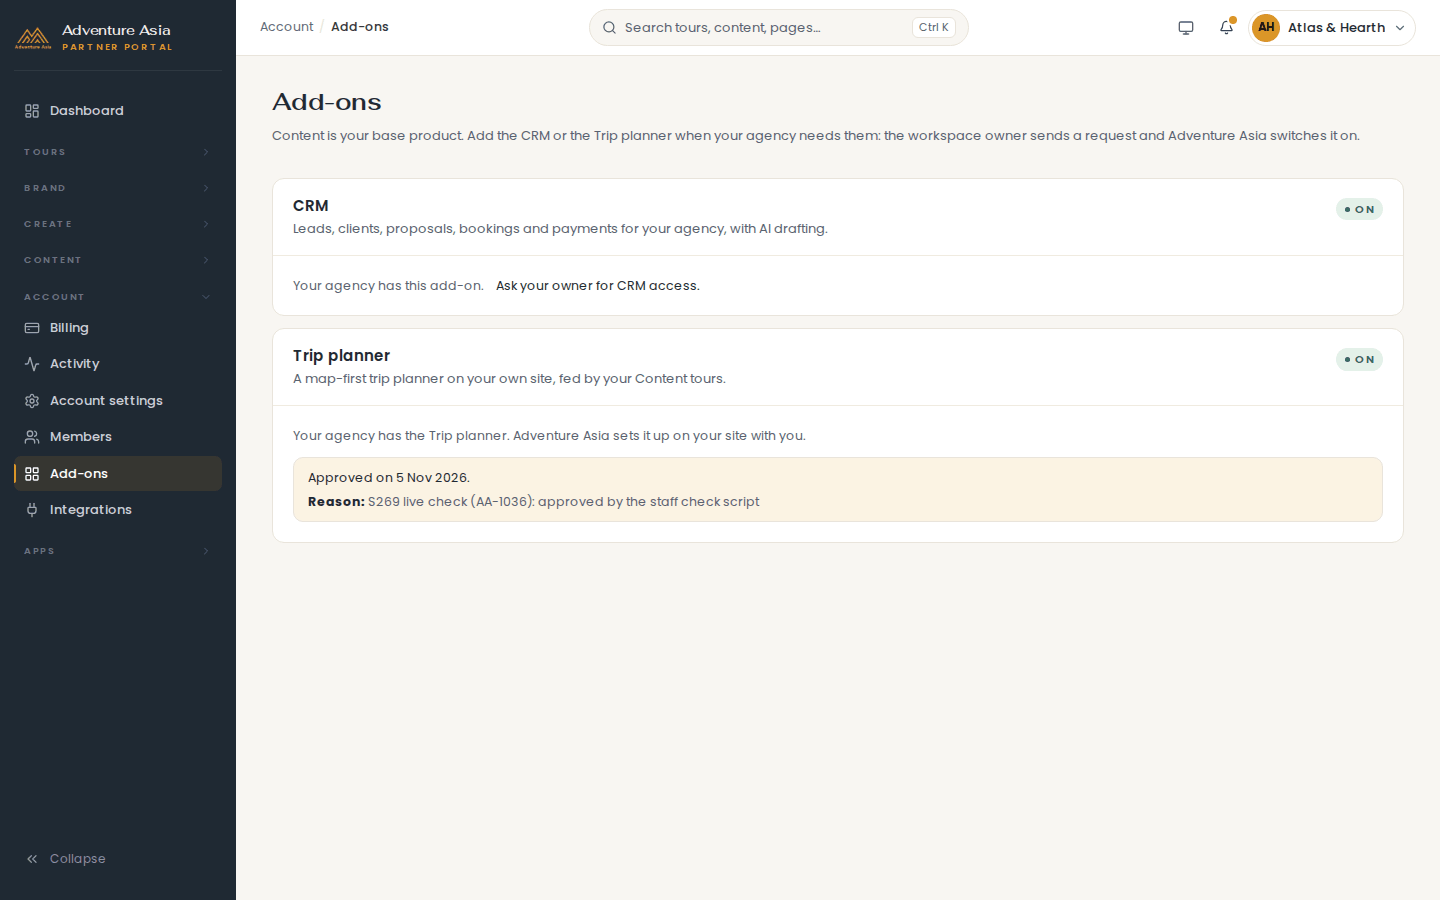 Adventure Asia
Adventure Asia
PARTNER PORTAL
Dashboard
TOURS
BRAND
CREATE
CONTENT
ACCOUNT
Billing
Activity
Account settings
Members
Add-ons
Integrations
APPS
Collapse
Account / Add-ons
Search tours, content, pages...
Ctrl K
AH
Atlas & Hearth
Add-ons
Content is your base product. Add the CRM or the Trip planner when your agency needs them: the workspace owner sends a request and Adventure Asia switches it on.
CRM
ON
Leads, clients, proposals, bookings and payments for your agency, with AI drafting.
Your agency has this add-on. Ask your owner for CRM access.
Trip planner
ON
A map-first trip planner on your own site, fed by your Content tours.
Your agency has the Trip planner. Adventure Asia sets it up on your site with you.
Approved on 5 Nov 2026.
Reason: S269 live check (AA-1036): approved by the staff check script